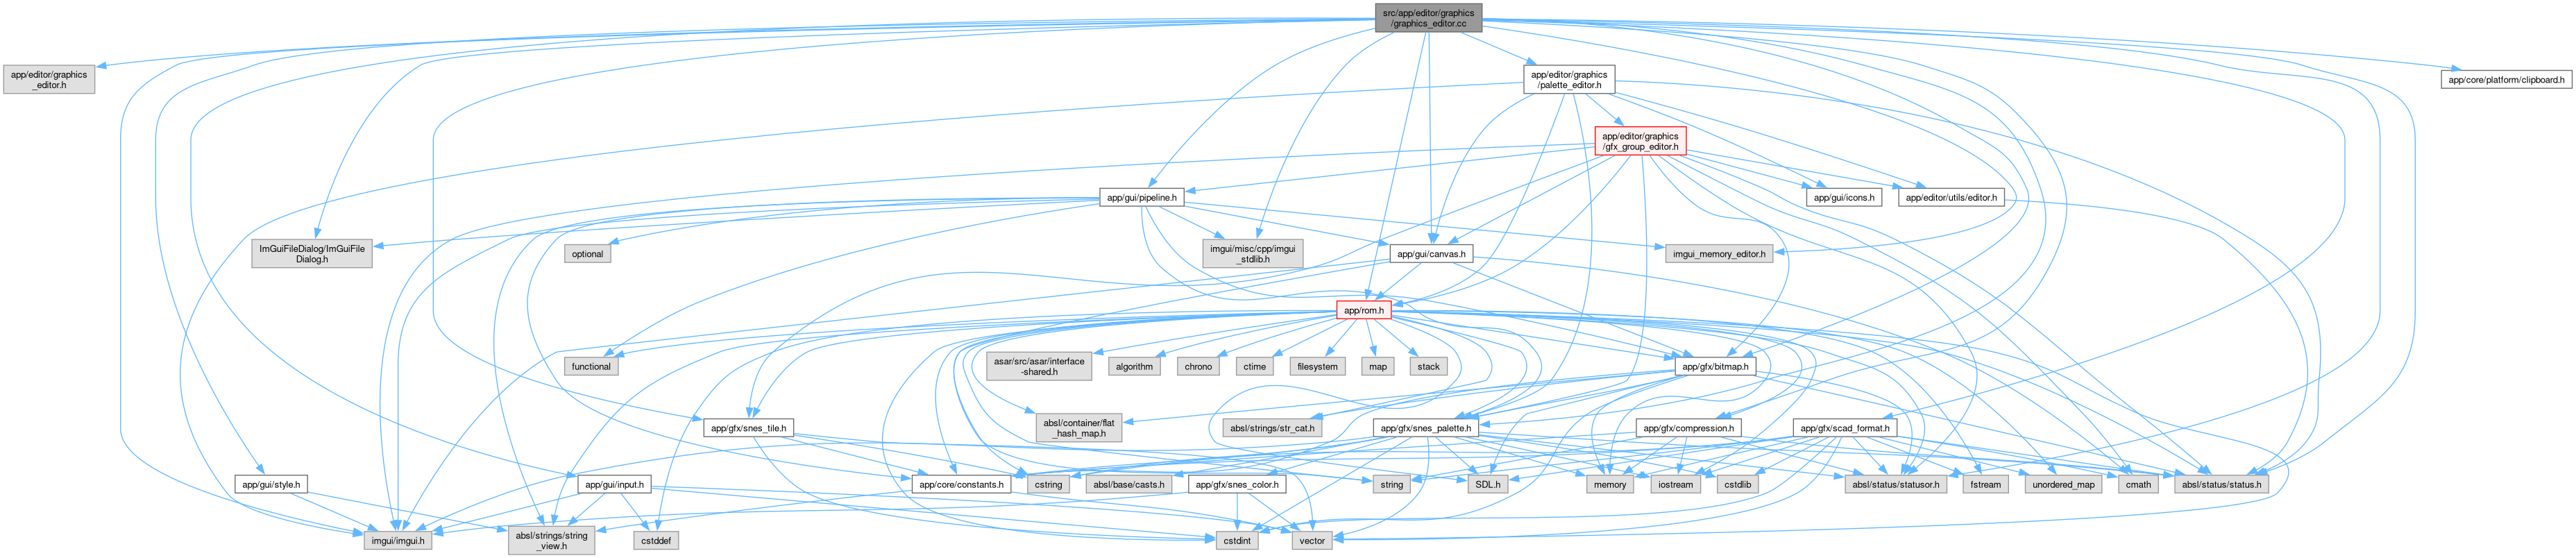 src/app/editor/graphics
/graphics_editor.cc
app/editor/graphics
_editor.h
app/editor/graphics
/palette_editor.h
app/core/platform/clipboard.h
app/editor/graphics
/gfx_group_editor.h
app/gui/pipeline.h
app/gui/icons.h
app/editor/utils/editor.h
ImGuiFileDialog/ImGuiFile
Dialog.h
optional
imgui/misc/cpp/imgui
_stdlib.h
app/gui/canvas.h
imgui_memory_editor.h
app/rom.h
functional
asar/src/asar/interface
-shared.h
algorithm
chrono
ctime
filesystem
map
stack
app/gfx/bitmap.h
app/gfx/snes_tile.h
absl/container/flat
_hash_map.h
absl/strings/str_cat.h
app/gfx/snes_palette.h
app/gfx/compression.h
app/gfx/scad_format.h
app/gui/style.h
app/gui/input.h
app/core/constants.h
cstring
absl/base/casts.h
app/gfx/snes_color.h
string
SDL.h
memory
iostream
cstdlib
absl/status/statusor.h
fstream
unordered_map
cmath
absl/status/status.h
imgui/imgui.h
absl/strings/string
_view.h
cstddef
cstdint
vector